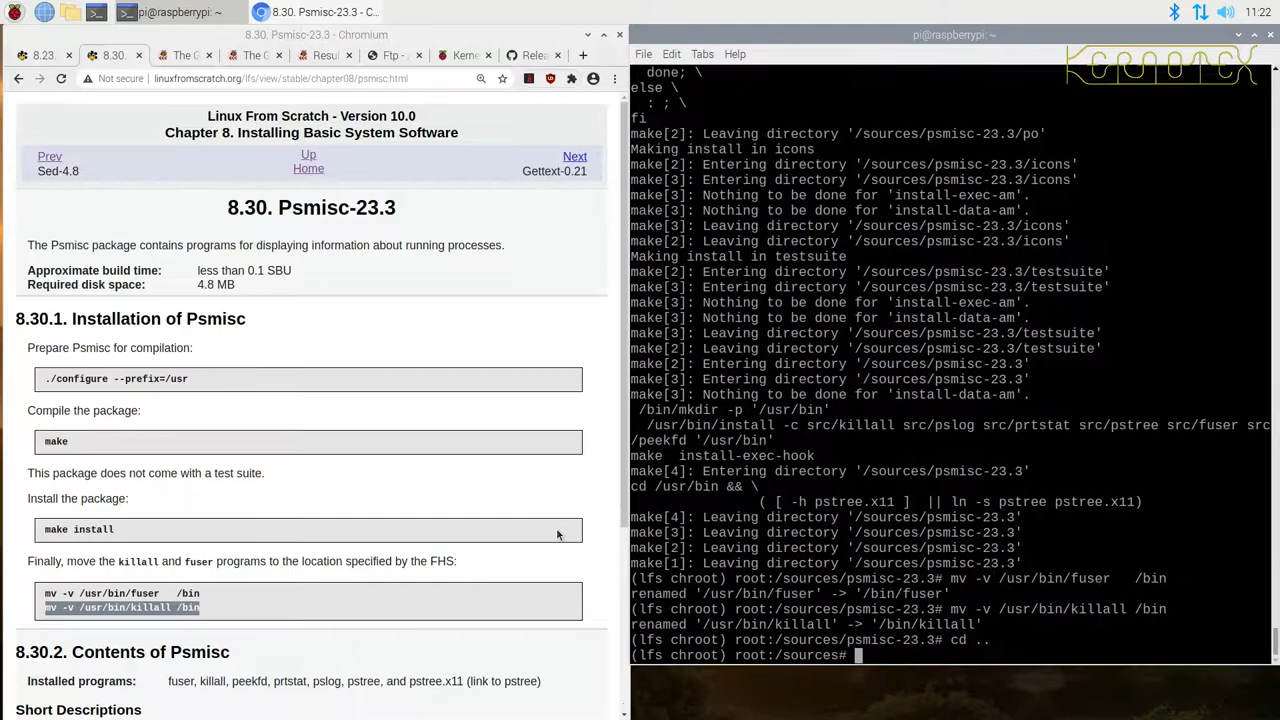 pi@raspberrypi: ~
8.30. Psmisc-23.3 - C...
11:22
8.30. Psmisc-23.3 - Chromium
8.23
8.30.
The G
The G
Resul
Ftp -
Kerne
Relea
Not secure | linuxfromscratch.org/lfs/view/stable/chapter08/psmisc.html
Linux From Scratch - Version 10.0
Chapter 8. Installing Basic System Software
Prev
Up
Next
Sed-4.8
Home
Gettext-0.21
8.30. Psmisc-23.3
The Psmisc package contains programs for displaying information about running processes.
Approximate build time: less than 0.1 SBU
Required disk space: 4.8 MB
8.30.1. Installation of Psmisc
Prepare Psmisc for compilation:
./configure --prefix=/usr
Compile the package:
make
This package does not come with a test suite.
Install the package:
make install
Finally, move the killall and fuser programs to the location specified by the FHS:
mv -v /usr/bin/fuser   /bin
mv -v /usr/bin/killall /bin
8.30.2. Contents of Psmisc
Installed programs: fuser, killall, peekfd, prtstat, pslog, pstree, and pstree.x11 (link to pstree)
Short Descriptions
pi@raspberrypi: ~
File Edit Tabs Help
KERNOTEX
done; \
else \
: ; \
fi
make[2]: Leaving directory '/sources/psmisc-23.3/po'
Making install in icons
make[2]: Entering directory '/sources/psmisc-23.3/icons'
make[3]: Entering directory '/sources/psmisc-23.3/icons'
make[3]: Nothing to be done for 'install-exec-am'.
make[3]: Nothing to be done for 'install-data-am'.
make[3]: Leaving directory '/sources/psmisc-23.3/icons'
make[2]: Leaving directory '/sources/psmisc-23.3/icons'
Making install in testsuite
make[2]: Entering directory '/sources/psmisc-23.3/testsuite'
make[3]: Entering directory '/sources/psmisc-23.3/testsuite'
make[3]: Nothing to be done for 'install-exec-am'.
make[3]: Nothing to be done for 'install-data-am'.
make[3]: Leaving directory '/sources/psmisc-23.3/testsuite'
make[2]: Leaving directory '/sources/psmisc-23.3/testsuite'
make[2]: Entering directory '/sources/psmisc-23.3'
make[3]: Entering directory '/sources/psmisc-23.3'
make[3]: Nothing to be done for 'install-data-am'.
/bin/mkdir -p '/usr/bin'
/usr/bin/install -c src/killall src/pslog src/prtstat src/pstree src/fuser src
/peekfd '/usr/bin'
make  install-exec-hook
make[4]: Entering directory '/sources/psmisc-23.3'
cd /usr/bin && \
( [ -h pstree.x11 ]  || ln -s pstree pstree.x11)
make[4]: Leaving directory '/sources/psmisc-23.3'
make[3]: Leaving directory '/sources/psmisc-23.3'
make[2]: Leaving directory '/sources/psmisc-23.3'
make[1]: Leaving directory '/sources/psmisc-23.3'
(lfs chroot) root:/sources/psmisc-23.3# mv -v /usr/bin/fuser   /bin
renamed '/usr/bin/fuser' -> '/bin/fuser'
(lfs chroot) root:/sources/psmisc-23.3# mv -v /usr/bin/killall /bin
renamed '/usr/bin/killall' -> '/bin/killall'
(lfs chroot) root:/sources/psmisc-23.3# cd ..
(lfs chroot) root:/sources#